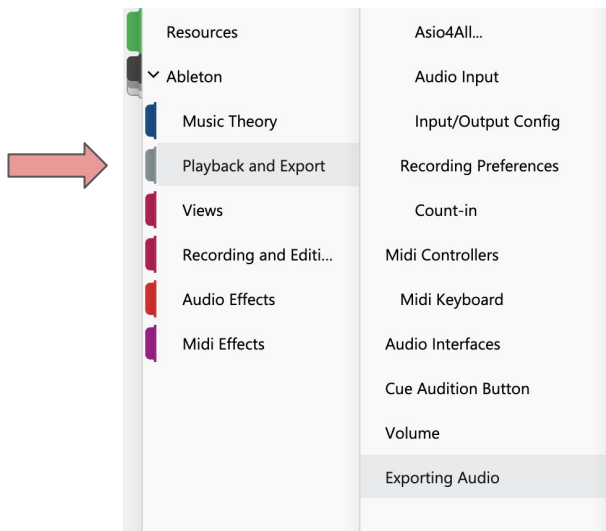 Resources
Ableton
Music Theory
Playback and Export
Views
Recording and Editi...
Audio Effects
Midi Effects
Asio4All...
Audio Input
Input/Output Config
Recording Preferences
Count-in
Midi Controllers
Midi Keyboard
Audio Interfaces
Cue Audition Button
Volume
Exporting Audio